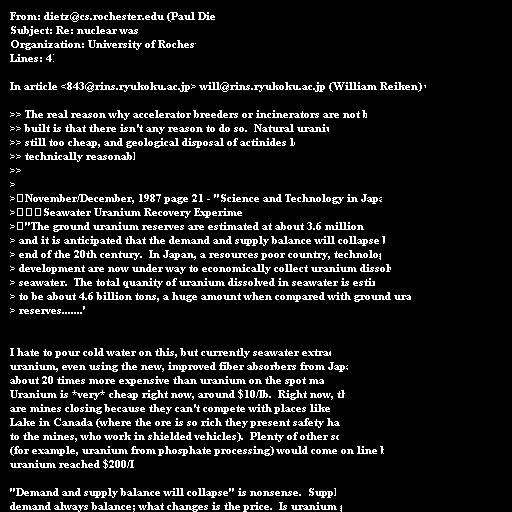 From: dietz@cs.rochester.edu (Paul Die
Subject: Re: nuclear was
Organization: University of Roches
Lines: 4
In article <843@rins.ryukoku.ac.jp> will@rins.ryukoku.ac.jp (William Reiken)
>> The real reason why accelerator breeders or incinerators are not b
>> built is that there isn't any reason to do so.  Natural urani
>> still too cheap, and geological disposal of actinides l
>> technically reasonabl
>>
>
>　November/December, 1987 page 21 - "Science and Technology in Japa
>　　　Seawater Uranium Recovery Experime
>　"The ground uranium reserves are estimated at about 3.6 million
> and it is anticipated that the demand and supply balance will collapse
> end of the 20th century.  In Japan, a resources poor country, technolo
> development are now under way to economically collect uranium dissol
> seawater.  The total quanity of uranium dissolved in seawater is esti
> to be about 4.6 billion tons, a huge amount when compared with ground ura
> reserves.......'
I hate to pour cold water on this, but currently seawater extrac
uranium, even using the new, improved fiber absorbers from Japa
about 20 times more expensive than uranium on the spot ma
Uranium is *very* cheap right now, around $10/lb.  Right now, th
are mines closing because they can't compete with places like
Lake in Canada (where the ore is so rich they present safety ha
to the mines, who work in shielded vehicles).  Plenty of other so
(for example, uranium from phosphate processing) would come on line b
uranium reached $200/l
"Demand and supply balance will collapse" is nonsense.  Suppl
demand always balance; what changes is the price.  Is uranium